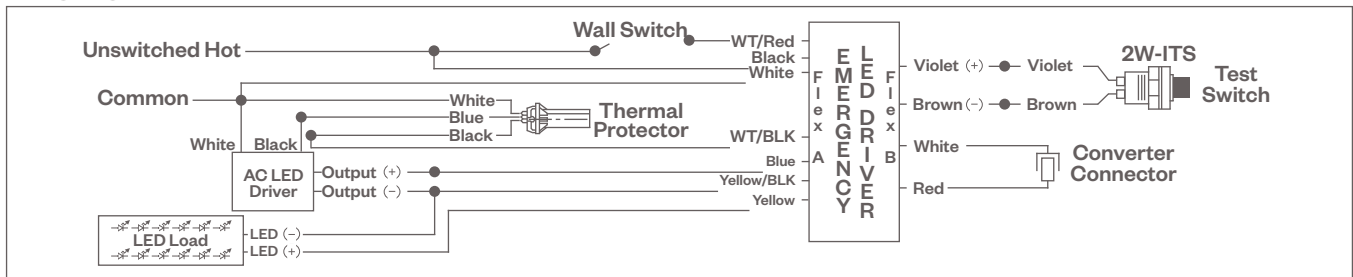 Unswitched Hot
Wall Switch
WT/Red
Black
White
Common
White
Blue
Black
Thermal
Protector
White
Black
WT/BLK
AC LED
Driver
Output (+)
Output (-)
Blue
Yellow/BLK
Yellow
LED Load
LED (-)
LED (+)
Flex A
EMERGENCY
LED DRIVER
Flex B
Violet (+)
Violet
Brown (-)
Brown
2W-ITS
Test
Switch
White
Red
Converter
Connector